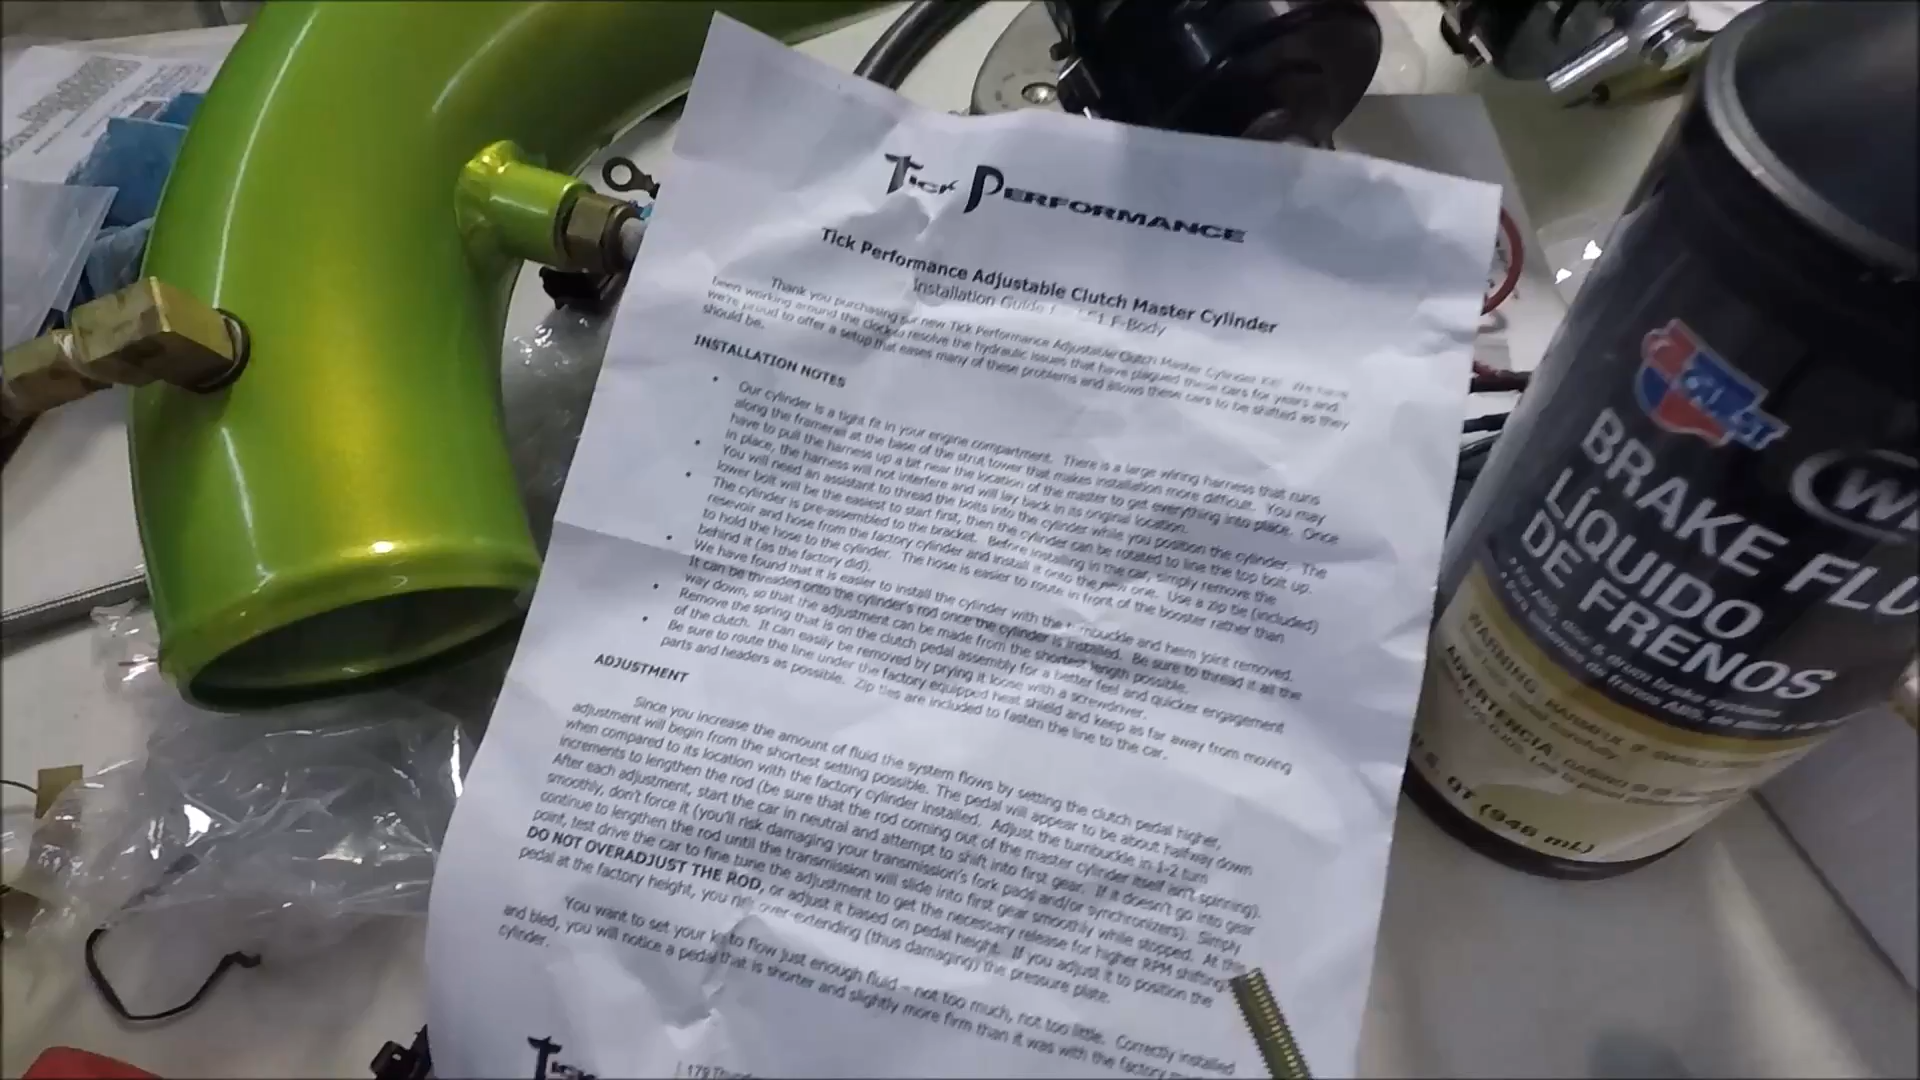 TICK PERFORMANCE
Tick Performance Adjustable Clutch Master Cylinder
Installation Guide F-Body
Thank you purchasing our new Tick Performance Adjustable Clutch Master Cylinder Kit! We have
been working around the clock to resolve the hydraulic issues that have plagued these cars for years and
we're proud to offer a setup that eases many of these problems and allows these cars to be shifted as they
should be.
INSTALLATION NOTES
• Our cylinder is a tight fit in your engine compartment. There is a large wiring harness that runs
along the framerail at the base of the strut tower that makes installation more difficult. You may
have to pull the harness up a bit near the location of the master to get everything into place. Once
in place, the harness will not interfere and will lay back in its original location.
• You will need an assistant to thread the bolts into the cylinder while you position the cylinder. The
lower bolt will be the easiest to start first, then the cylinder can be rotated to line the top bolt up.
• The cylinder is pre-assembled to the bracket. Before installing in the car, simply remove the
resevoir and hose from the factory cylinder and install it onto the new one. Use a zip tie (included)
to hold the hose to the cylinder. The hose is easier to route in front of the booster rather than
behind it (as the factory did).
• We have found that it is easier to install the cylinder with the turnbuckle and heim joint removed.
It can be threaded onto the cylinder's rod once the cylinder is installed. Be sure to thread it all the
way down, so that the adjustment can be made from the shortest length possible.
• Remove the spring that is on the clutch pedal assembly for a better feel and quicker engagement
of the clutch. It can easily be removed by prying it loose with a screwdriver.
• Be sure to route the line under the factory equipped heat shield and keep as far away from moving
parts and headers as possible. Zip ties are included to fasten the line to the car.
ADJUSTMENT
Since you increase the amount of fluid the system flows by setting the clutch pedal higher,
adjustment will begin from the shortest setting possible. The pedal will appear to be about halfway down
when compared to its location with the factory cylinder installed. Adjust the turnbuckle in 1-2 turn
increments to lengthen the rod (be sure that the rod coming out of the master cylinder itself isn't spinning).
After each adjustment, start the car in neutral and attempt to shift into first gear. If it doesn't go into gear
smoothly, don't force it (you'll risk damaging your transmission's fork pads and/or synchronizers). Simply
continue to lengthen the rod until the transmission will slide into first gear smoothly while stopped. At this
point, test drive the car to fine tune the adjustment to get the necessary release for higher RPM shifting.
DO NOT OVERADJUST THE ROD, or adjust it based on pedal height. If you adjust it to position the
pedal at the factory height, you risk over-extending (thus damaging) the pressure plate.
You want to set your kit to flow just enough fluid – not too much, not too little. Correctly installed
and bled, you will notice a pedal that is shorter and slightly more firm than it was with the factory
cylinder.
TICK
179
CARQUEST
BRAKE FLU
LÍQUIDO
DE FRENOS
For ABS, disc & drum brake systems
WARNING: HARMFUL IF
ADVERTENCIA:
QT (946 mL)